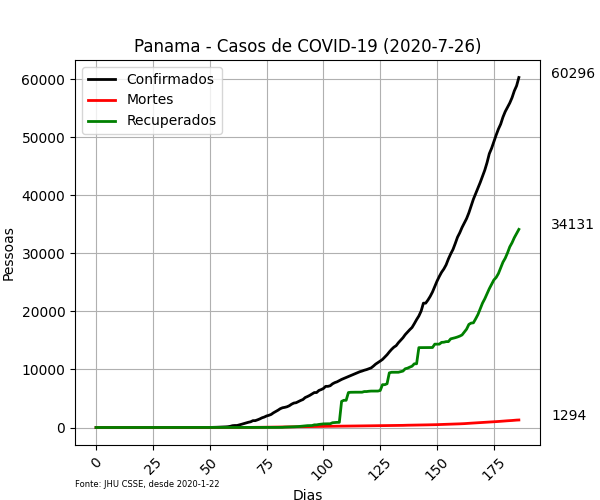 Panama - Casos de COVID-19 (2020-7-26)
Confirmados
Mortes
Recuperados
60000
50000
40000
30000
20000
10000
0
Pessoas
60296
34131
1294
0
25
50
75
100
125
150
175
Dias
Fonte: JHU CSSE, desde 2020-1-22